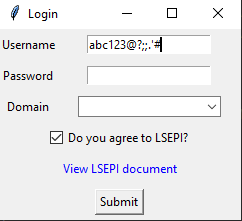 Login
Username abc123@?;;.'#
Password
Domain
Do you agree to LSEPI?
View LSEPI document
Submit